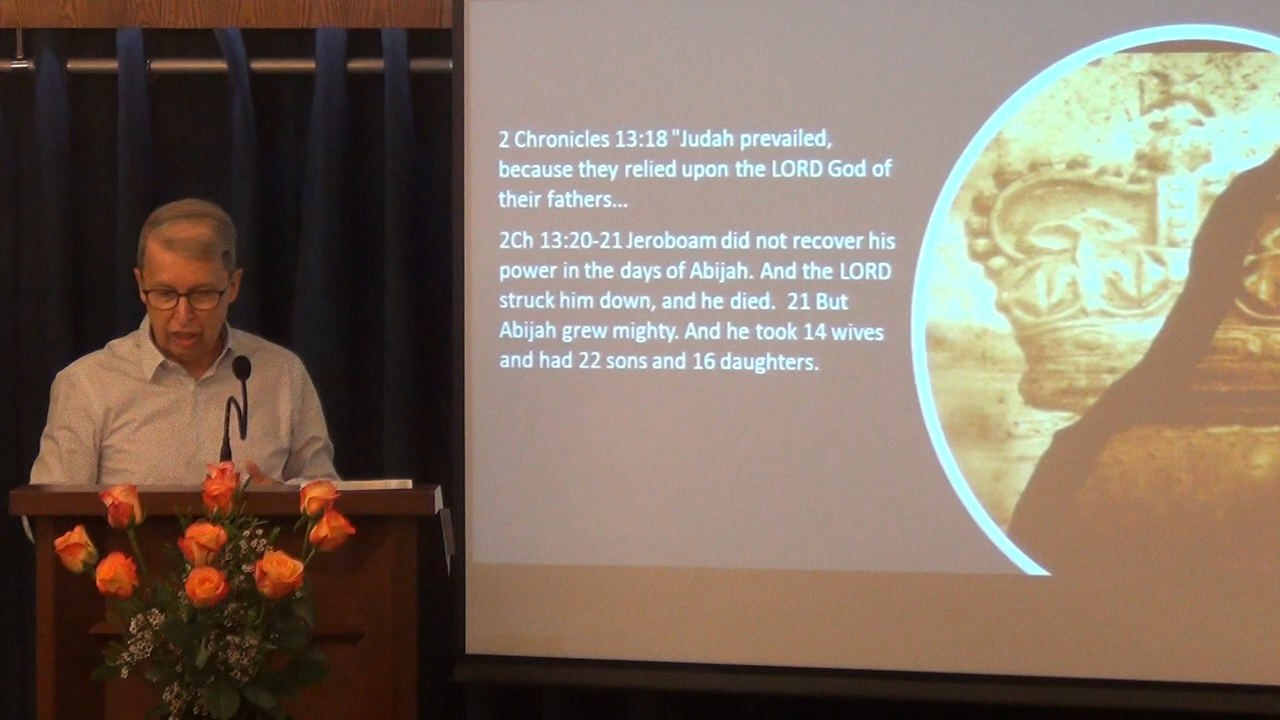 2 Chronicles 13:18 "Judah prevailed,
because they relied upon the LORD God of
their fathers...
2Ch 13:20-21 Jeroboam did not recover his
power in the days of Abijah. And the LORD
struck him down, and he died.  21 But
Abijah grew mighty. And he took 14 wives
and had 22 sons and 16 daughters.